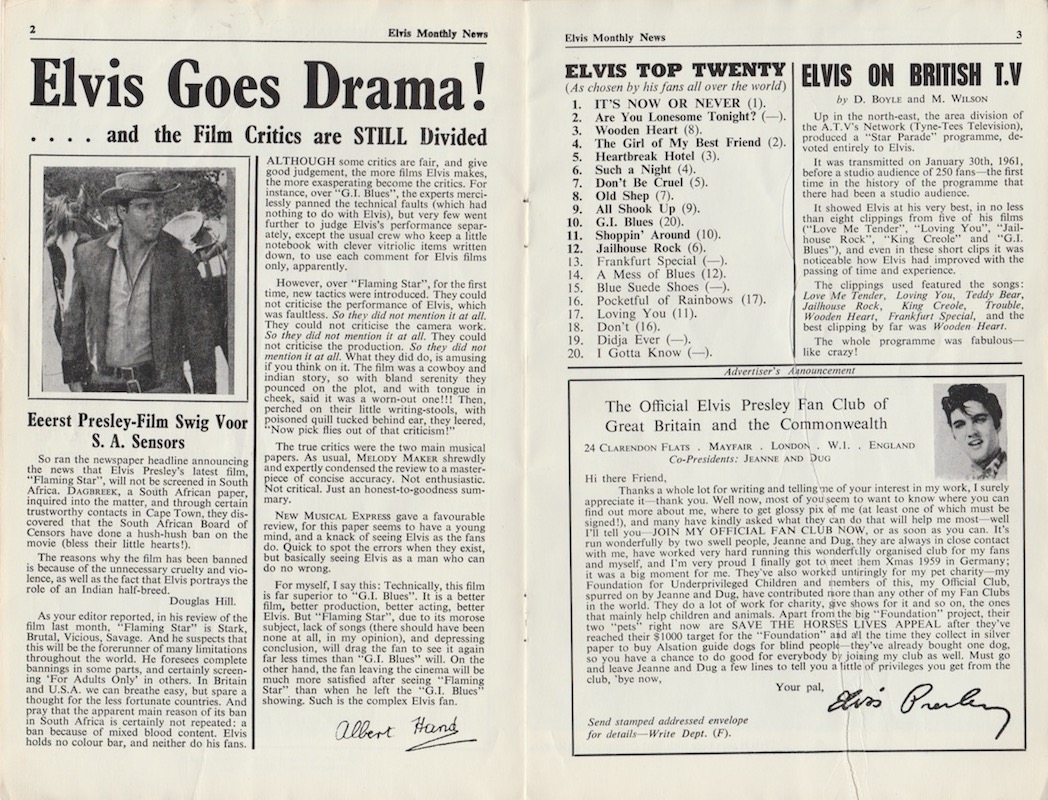 2
Elvis Monthly News
Elvis Goes Drama!
. . . . and the Film Critics are STILL Divided
Eeerst Presley-Film Swig Voor
S. A. Sensors
So ran the newspaper headline announcing
the news that Elvis Presley's latest film,
"Flaming Star", will not be screened in South
Africa. DAGBREEK, a South African paper,
inquired into the matter, and through certain
trustworthy contacts in Cape Town, they dis-
covered that the South African Board of
Censors have done a hush-hush ban on the
movie (bless their little hearts!).
The reasons why the film has been banned
is because of the unnecessary cruelty and vio-
lence, as well as the fact that Elvis portrays the
role of an Indian half-breed.
Douglas Hill.
As your editor reported, in his review of the
film last month, "Flaming Star" is Stark,
Brutal, Vicious, Savage. And he suspects that
this will be the forerunner of many limitations
throughout the world. He foresees complete
bannings in some parts, and certainly screen-
ing 'For Adults Only' in others. In Britain
and U.S.A. we can breathe easy, but spare a
thought for the less fortunate countries. And
pray that the apparent main reason of its ban
in South Africa is certainly not repeated: a
ban because of mixed blood content. Elvis
holds no colour bar, and neither do his fans.
ALTHOUGH some critics are fair, and give
good judgement, the more films Elvis makes,
the more exasperating become the critics. For
instance, over "G.I. Blues", the experts merci-
lessly panned the technical faults (which had
nothing to do with Elvis), but very few went
further to judge Elvis's performance separ-
ately, except the usual crew who keep a little
notebook with clever vitriolic items written
down, to use each comment for Elvis films
only, apparently.
However, over "Flaming Star", for the first
time, new tactics were introduced. They could
not criticise the performance of Elvis, which
was faultless. So they did not mention it at all.
They could not criticise the camera work.
So they did not mention it at all. They could
not criticise the production. So they did not
mention it at all. What they did do, is amusing
if you think on it. The film was a cowboy and
indian story, so with bland serenity they
pounced on the plot, and with tongue in
cheek, said it was a worn-out one!!! Then,
perched on their little writing-stools, with
poisoned quill tucked behind ear, they leered,
"Now pick flies out of that criticism!"
The true critics were the two main musical
papers. As usual, MELODY MAKER shrewdly
and expertly condensed the review to a master-
piece of concise accuracy. Not enthusiastic.
Not critical. Just an honest-to-goodness sum-
mary.
NEW MUSICAL EXPRESS gave a favourable
review, for this paper seems to have a young
mind, and a knack of seeing Elvis as the fans
do. Quick to spot the errors when they exist,
but basically seeing Elvis as a man who can
do no wrong.
For myself, I say this: Technically, this film
is far superior to "G.I. Blues". It is a better
film, better production, better acting, better
Elvis. But "Flaming Star", due to its morose
subject, lack of songs (there should have been
none at all, in my opinion), and depressing
conclusion, will drag the fan to see it again
far less times than "G.I. Blues" will. On the
other hand, the fan leaving the cinema will be
much more satisfied after seeing "Flaming
Star" than when he left the "G.I. Blues"
showing. Such is the complex Elvis fan.
Albert Hand
Elvis Monthly News
3
ELVIS TOP TWENTY
(As chosen by his fans all over the world)
1. IT'S NOW OR NEVER (1).
2. Are You Lonesome Tonight? (—).
3. Wooden Heart (8).
4. The Girl of My Best Friend (2).
5. Heartbreak Hotel (3).
6. Such a Night (4).
7. Don't Be Cruel (5).
8. Old Shep (7).
9. All Shook Up (9).
10. G.I. Blues (20).
11. Shoppin' Around (10).
12. Jailhouse Rock (6).
13. Frankfurt Special (—).
14. A Mess of Blues (12).
15. Blue Suede Shoes (—).
16. Pocketful of Rainbows (17).
17. Loving You (11).
18. Don't (16).
19. Didja Ever (—).
20. I Gotta Know (—).
ELVIS ON BRITISH T.V
by D. BOYLE and M. WILSON
Up in the north-east, the area division of
the A.T.V's Network (Tyne-Tees Television),
produced a "Star Parade" programme, de-
voted entirely to Elvis.
It was transmitted on January 30th, 1961,
before a studio audience of 250 fans—the first
time in the history of the programme that
there had been a studio audience.
It showed Elvis at his very best, in no less
than eight clippings from five of his films
("Love Me Tender", "Loving You", "Jail-
house Rock", "King Creole" and "G.I.
Blues"), and even in these short clips it was
noticeable how Elvis had improved with the
passing of time and experience.
The clippings used featured the songs:
Love Me Tender, Loving You, Teddy Bear,
Jailhouse Rock, King Creole, Trouble,
Wooden Heart, Frankfurt Special, and the
best clipping by far was Wooden Heart.
The whole programme was fabulous—
like crazy!
Advertiser's Announcement
The Official Elvis Presley Fan Club of
Great Britain and the Commonwealth
24 CLARENDON FLATS . MAYFAIR . LONDON . W.1. . ENGLAND
Co-Presidents: JEANNE and DUG
Hi there Friend,
Thanks a whole lot for writing and telling me of your interest in my work, I surely
appreciate it—thank you. Well now, most of you seem to want to know where you can
find out more about me, where to get glossy pix of me (at least one of which must be
signed!), and many have kindly asked what they can do that will help me most—well
I'll tell you—JOIN MY OFFICIAL FAN CLUB NOW, or as soon as you can. It's
run wonderfully by two swell people, Jeanne and Dug, they are always in close contact
with me, have worked very hard running this wonderfully organised club for my fans
and myself, and I'm very proud I finally got to meet them Xmas 1959 in Germany;
it was a big moment for me. They've also worked untiringly for my pet charity—my
Foundation for Underprivileged Children and members of this, my Official Club,
spurred on by Jeanne and Dug, have contributed more than any other of my Fan Clubs
in the world. They do a lot of work for charity, give shows for it and so on, the ones
that mainly help children and animals. Apart from the big "Foundation" project, their
two "pets" right now are SAVE THE HORSES LIVES APPEAL after they've
reached their $1000 target for the "Foundation" and all the time they collect in silver
paper to buy Alsation guide dogs for blind people—they've already bought one dog,
so you have a chance to do good for everybody by joining my club as well. Must go
and leave Jeanne and Dug a few lines to tell you a little of privileges you get from the
club, 'bye now,
Your pal,
Elvis Presley
Send stamped addressed envelope
for details—Write Dept. (F).